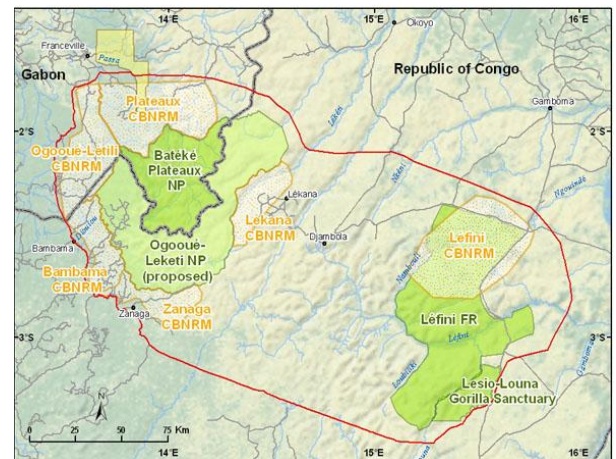 14°E
15°E
16°E
Okoyo
Franceville
Passa
Gabon
Republic of Congo
Plateaux
CBNRM
Gamboma
2°S
2°S
Ogooué-Letili
CBNRM
Batéké
Plateaux
NP
Lékana
Lékana
CBNRM
Djambala
Ogooué-
Leketi NP
(proposed)
Bambama
Bambama
CBNRM
Lefini
CBNRM
Zanaga
CBNRM
Zanaga
Léfini FR
3°S
3°S
Lésio-Louna
Gorilla Sanctuary
N
0 25 50 75 Km
14°E
15°E
16°E